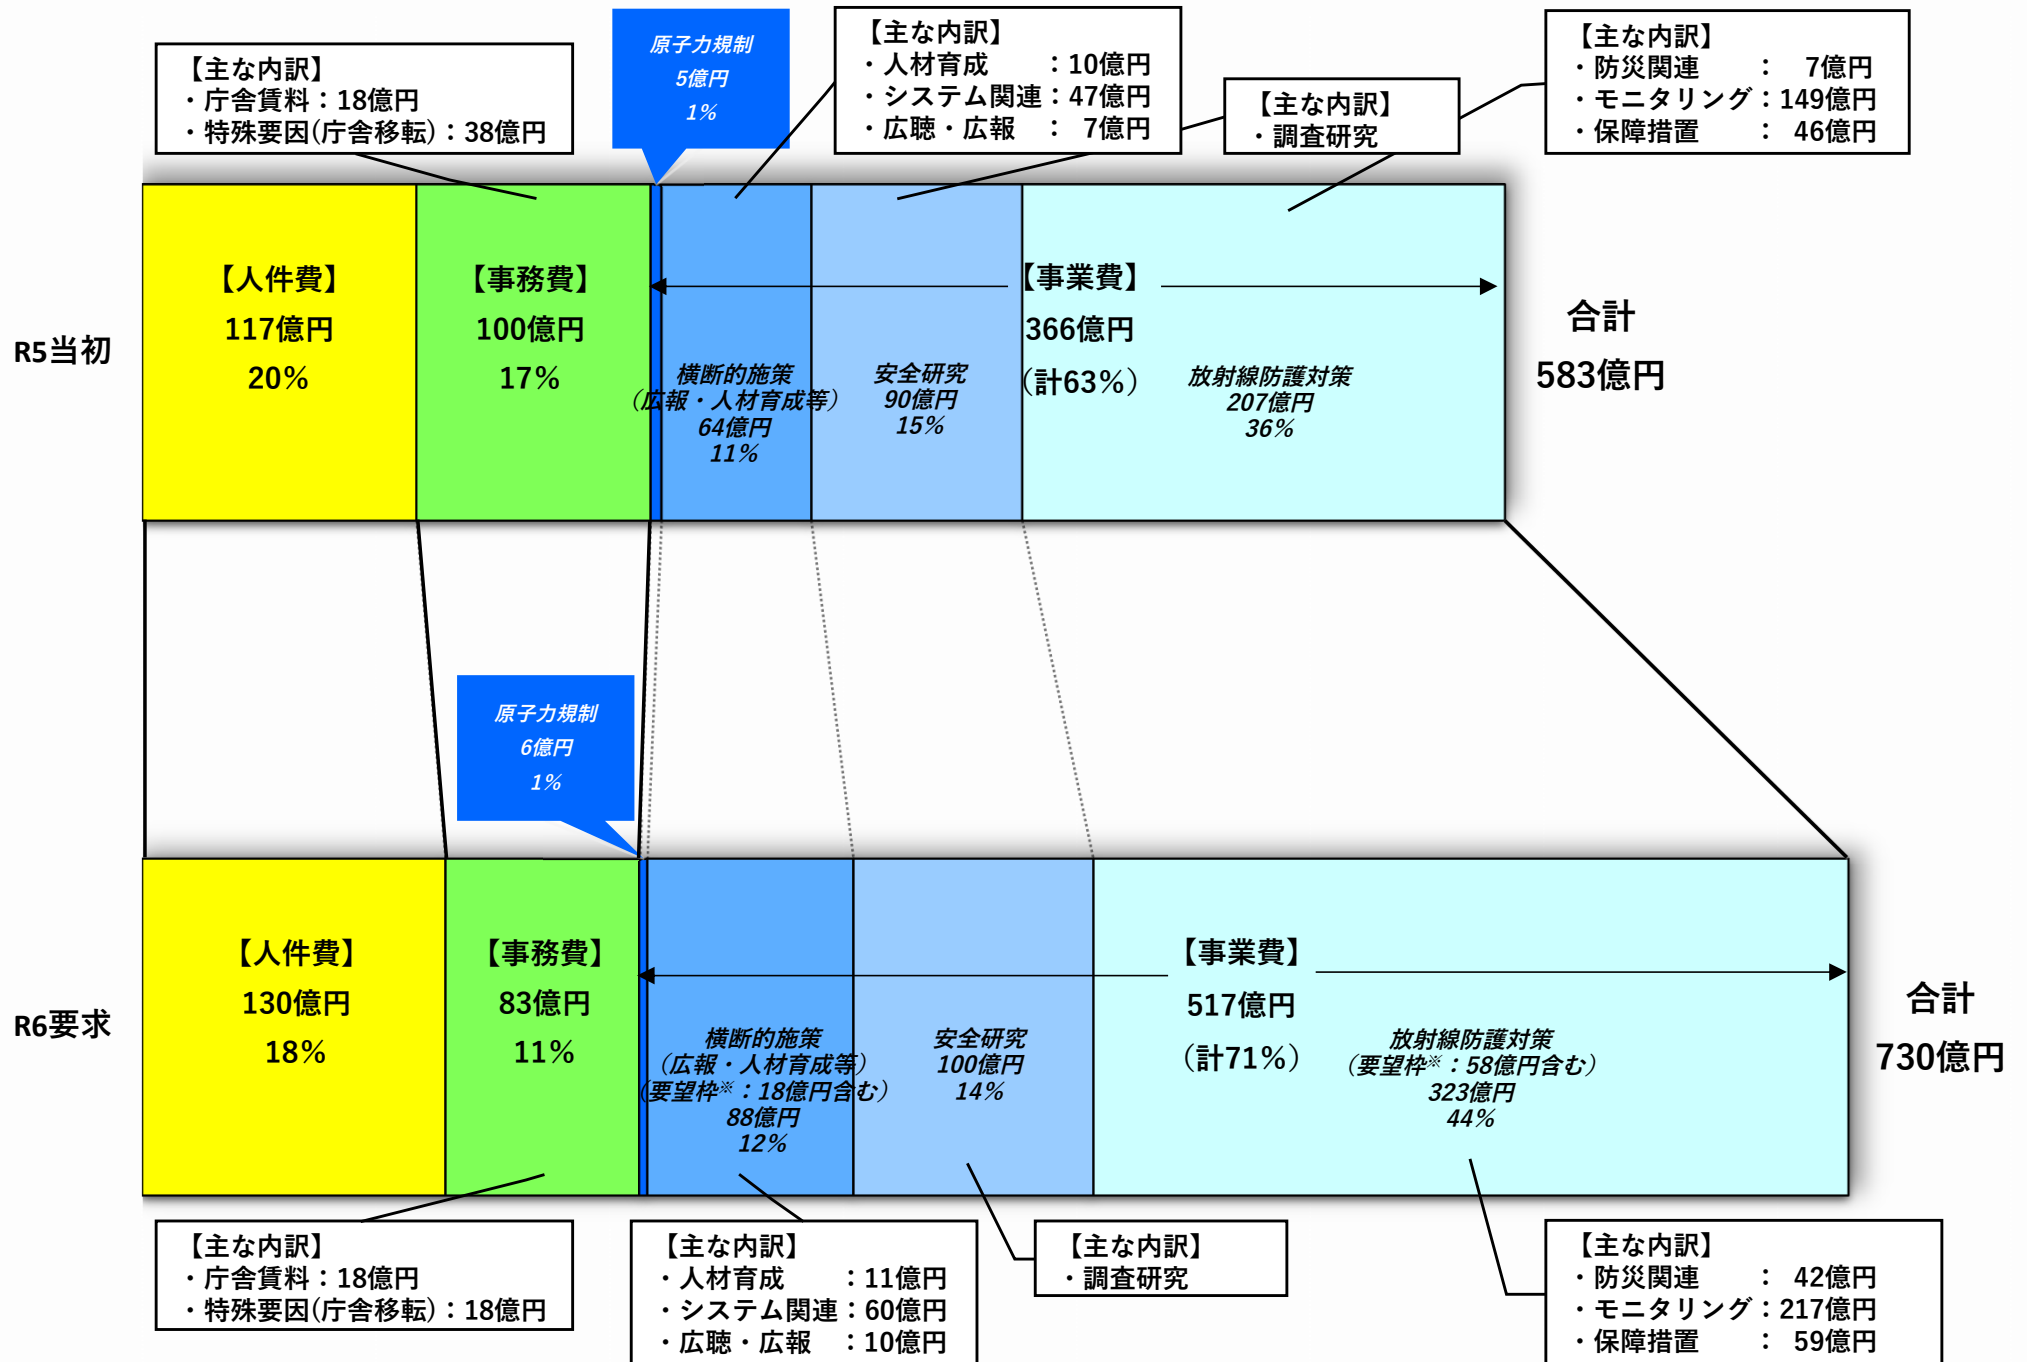 【主な内訳】
・庁舎賃料：18億円
・特殊要因(庁舎移転)：38億円
原子力規制
5億円
1%
【主な内訳】
・人材育成　　：10億円
・システム関連：47億円
・広聴・広報　：　7億円
【主な内訳】
・調査研究
【主な内訳】
・防災関連　　：　7億円
・モニタリング：149億円
・保障措置　　：　46億円
R5当初
【人件費】
117億円
20%
【事務費】
100億円
17%
【事業費】
366億円
（計63%）
横断的施策
（広報・人材育成等）
64億円
11%
安全研究
90億円
15%
放射線防護対策
207億円
36%
合計
583億円
原子力規制
6億円
1%
R6要求
【人件費】
130億円
18%
【事務費】
83億円
11%
【事業費】
517億円
（計71%）
横断的施策
（広報・人材育成等）
（要望枠※：18億円含む）
88億円
12%
安全研究
100億円
14%
放射線防護対策
（要望枠※：58億円含む）
323億円
44%
合計
730億円
【主な内訳】
・庁舎賃料：18億円
・特殊要因(庁舎移転)：18億円
【主な内訳】
・人材育成　　：11億円
・システム関連：60億円
・広聴・広報　：10億円
【主な内訳】
・調査研究
【主な内訳】
・防災関連　　：　42億円
・モニタリング：217億円
・保障措置　　：　59億円